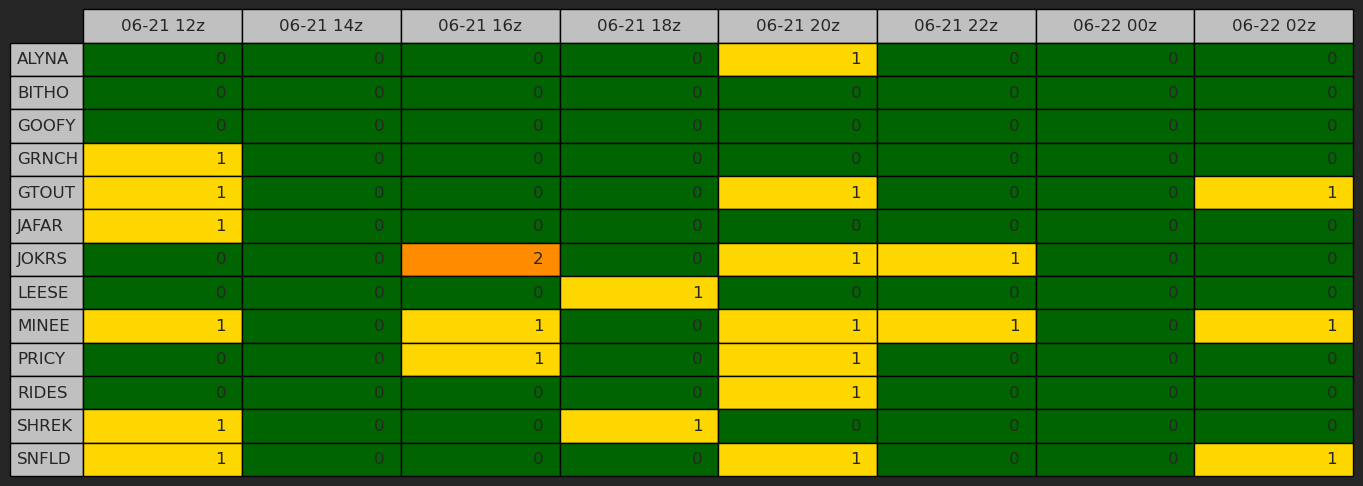 06-21 12z 06-21 14z 06-21 16z 06-21 18z 06-21 20z 06-21 22z 06-22 00z 06-22 02z
ALYNA 0 0 0 0 1 0 0 0
BITHO 0 0 0 0 0 0 0 0
GOOFY 0 0 0 0 0 0 0 0
GRNCH 1 0 0 0 0 0 0 0
GTOUT 1 0 0 0 1 0 0 1
JAFAR 1 0 0 0 0 0 0 0
JOKRS 0 0 2 0 1 1 0 0
LEESE 0 0 0 1 0 0 0 0
MINEE 1 0 1 0 1 1 0 1
PRICY 0 0 1 0 1 0 0 0
RIDES 0 0 0 0 1 0 0 0
SHREK 1 0 0 1 0 0 0 0
SNFLD 1 0 0 0 1 0 0 1